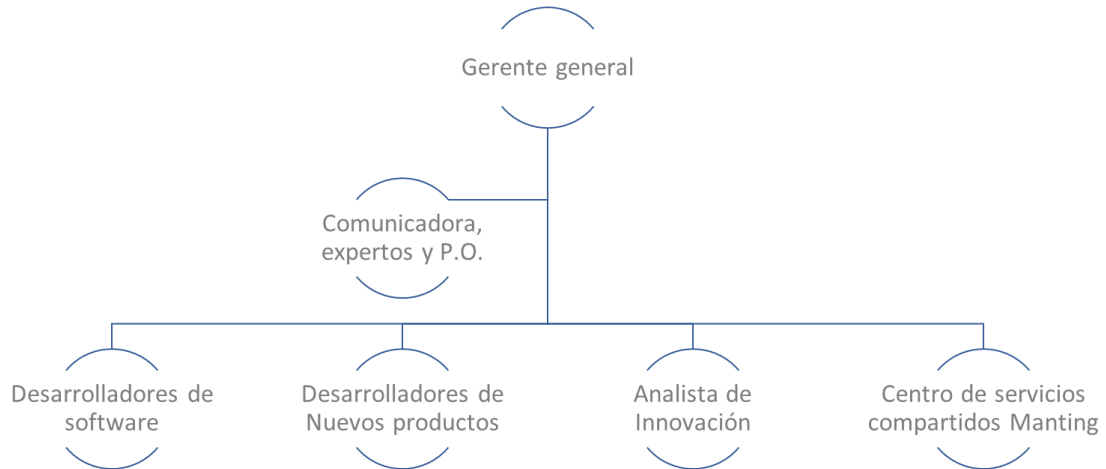 Gerente general
Comunicadora,
expertos y P.O.
Desarrolladores de
software
Desarrolladores de
Nuevos productos
Analista de
Innovación
Centro de servicios
compartidos Manting